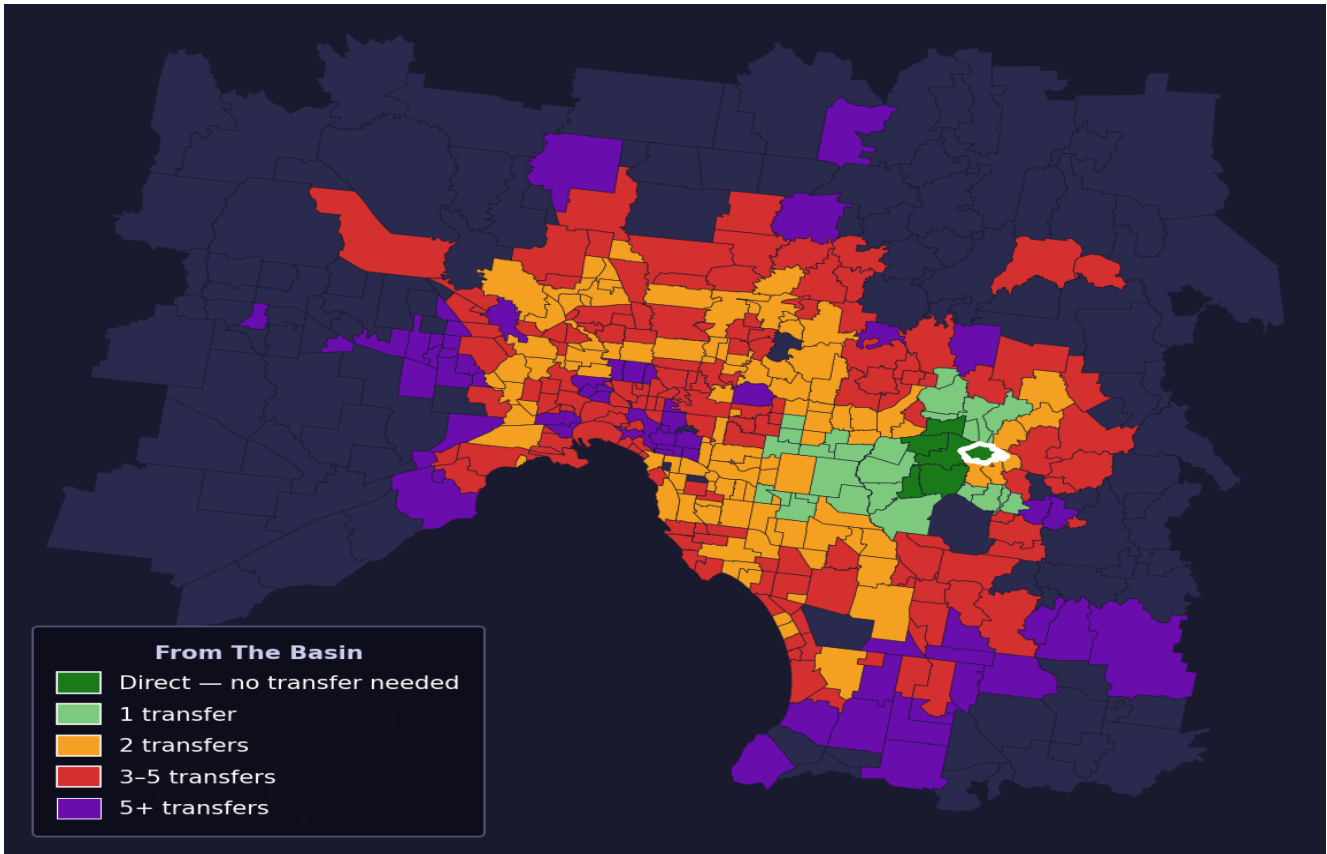 From The Basin
Direct — no transfer needed
1 transfer
2 transfers
3–5 transfers
5+ transfers